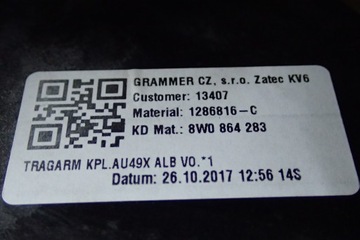 GRAMMER CZ, s.r.o. Zatec KV6
Customer: 13407
Material: 1286816-C
KD Mat.: 8W0 864 283
TRAGARM KPL.AU49X ALB V0.*1
Datum: 26.10.2017 12:56 14S